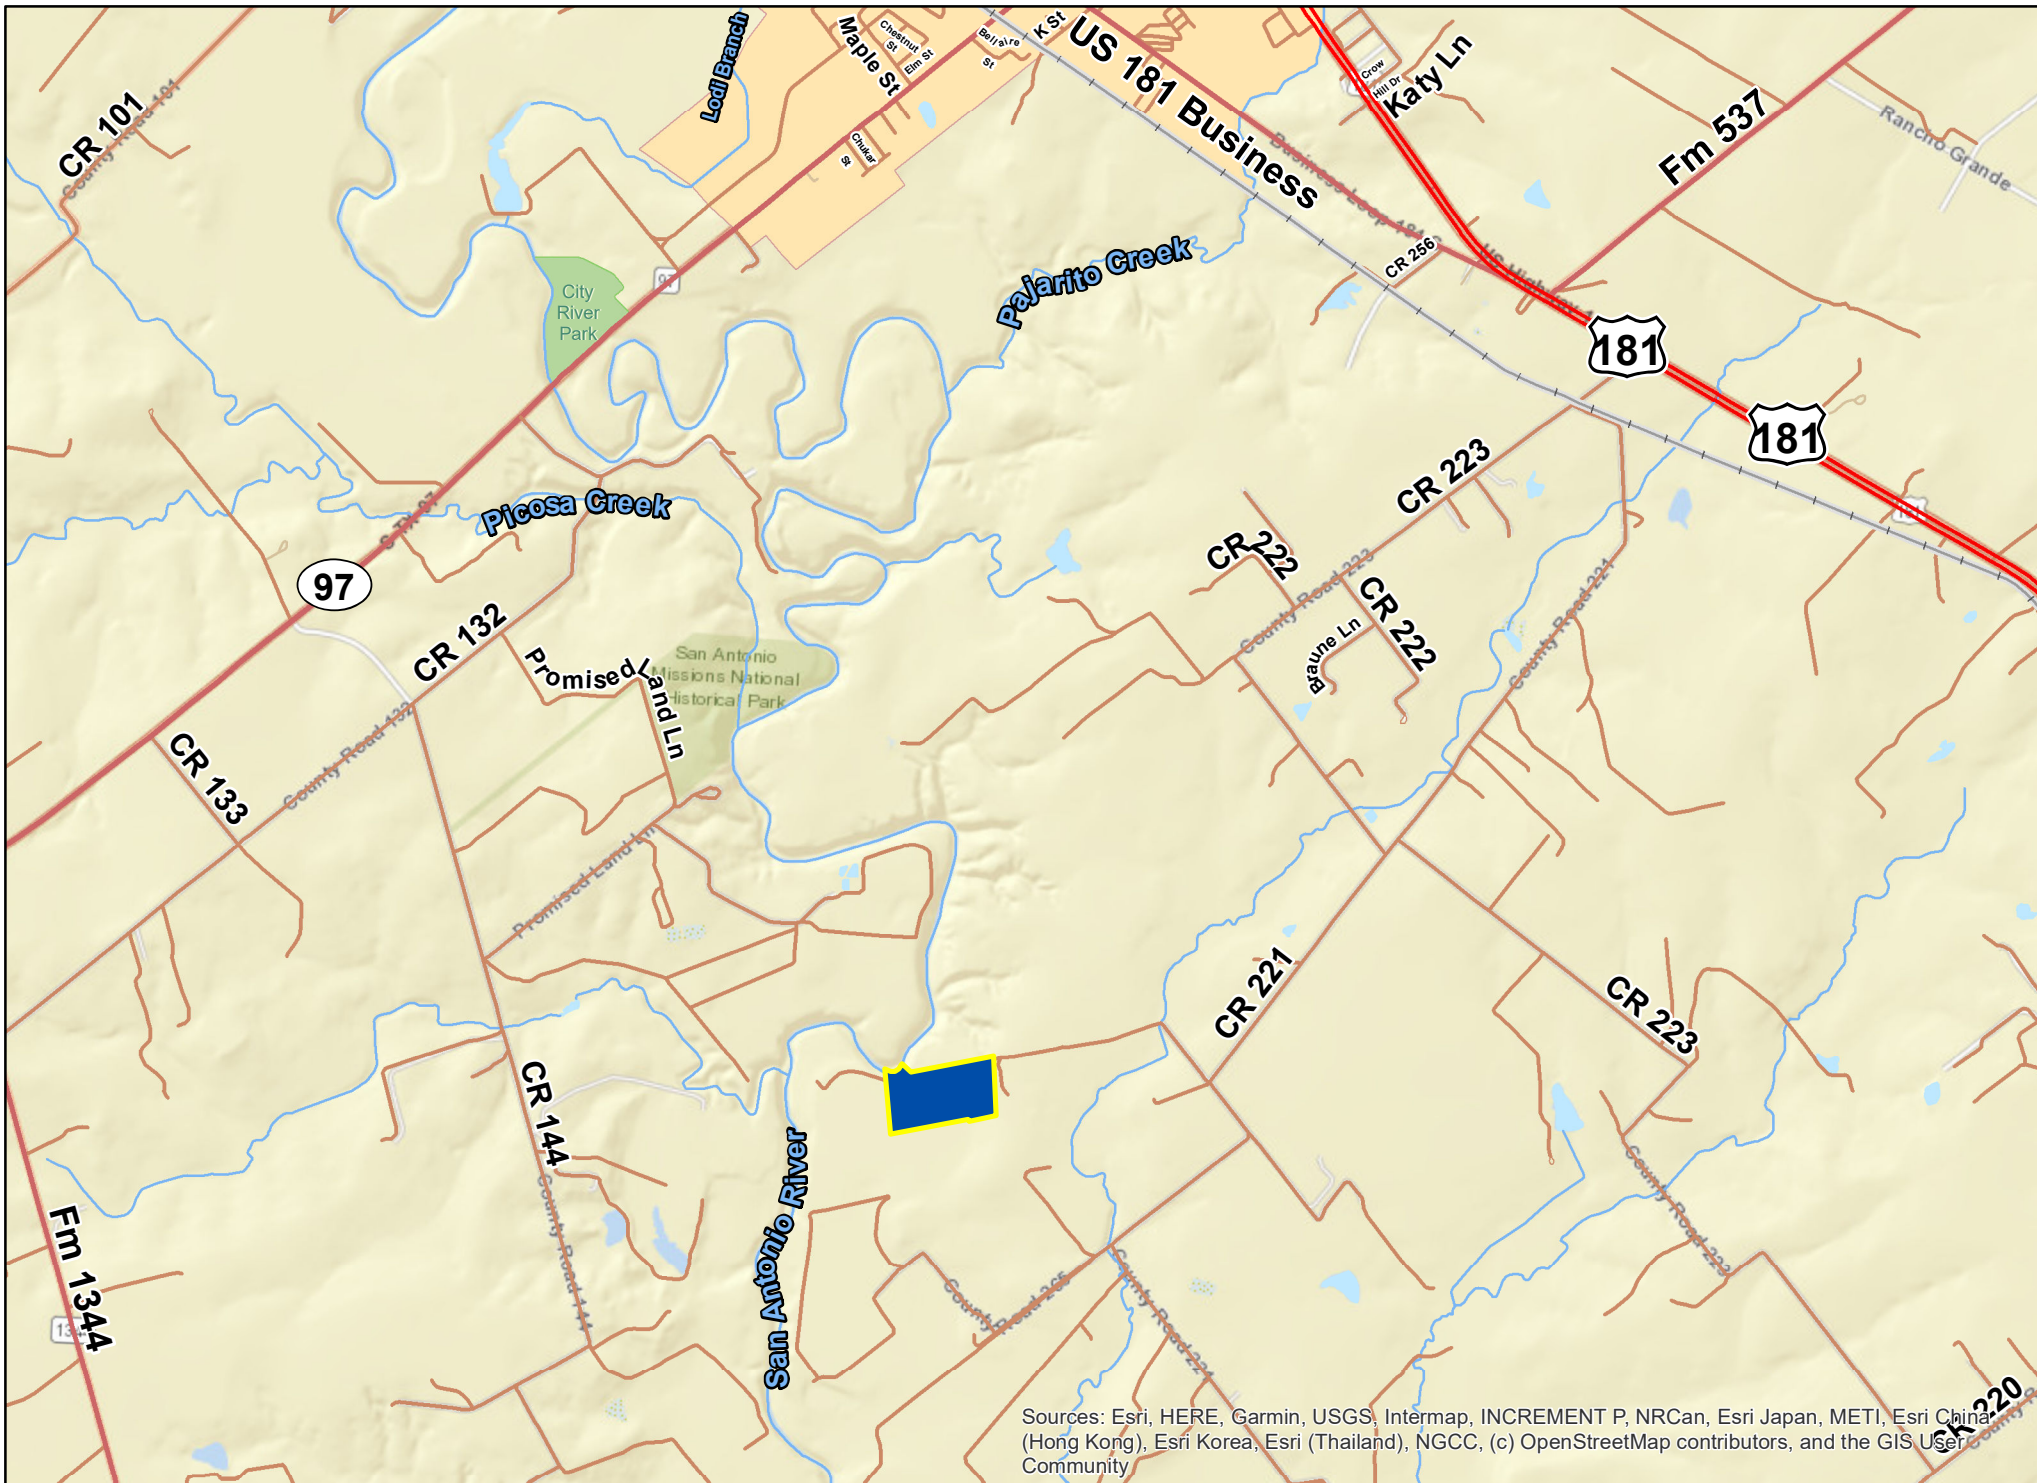 Lodi Branch
Maple St
Chestnut
St
Elm St
Bellaire
St
K St
US 181 Business
Crow
Hill Dr
Katy Ln
Fm 537
Rancho Grande
CR 101
County Road 101
Chukar
St
Business Loop 181
CR 256
US Highway
97
City
River
Park
Pajarito Creek
181
181
181
CR 223
S TX 97
Picosa Creek
97
CR 222
County Road 223
CR 222
Braune Ln
County Road 221
CR 132
Promised Land Ln
San Antonio
Missions National
Historical Park
County Road 132
CR 133
Promised Land Ln
CR 221
CR 223
CR 144
County Road 144
San Antonio River
Fm 1344
County Road 265
County Road 221
County Road 223
CR 220
Sources: Esri, HERE, Garmin, USGS, Intermap, INCREMENT P, NRCan, Esri Japan, METI, Esri China
(Hong Kong), Esri Korea, Esri (Thailand), NGCC, (c) OpenStreetMap contributors, and the GIS User
Community